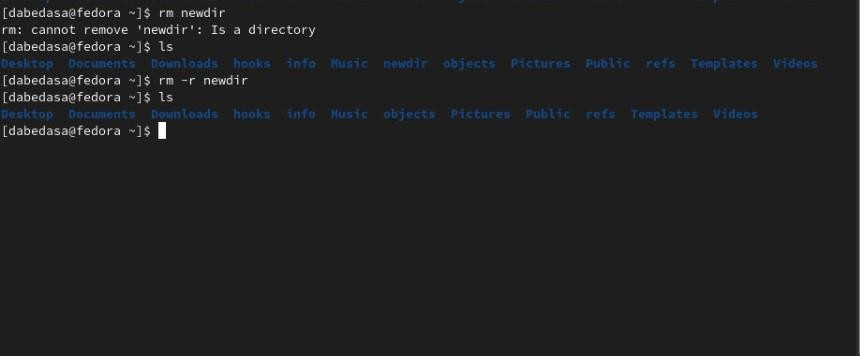 [dabedasa@fedora ~]$ rm newdir
rm: cannot remove 'newdir': Is a directory
[dabedasa@fedora ~]$ ls
Desktop  Documents  Downloads  hooks  info  Music  newdir  objects  Pictures  Public  refs  Templates  Videos
[dabedasa@fedora ~]$ rm -r newdir
[dabedasa@fedora ~]$ ls
Desktop  Documents  Downloads  hooks  info  Music  objects  Pictures  Public  refs  Templates  Videos
[dabedasa@fedora ~]$